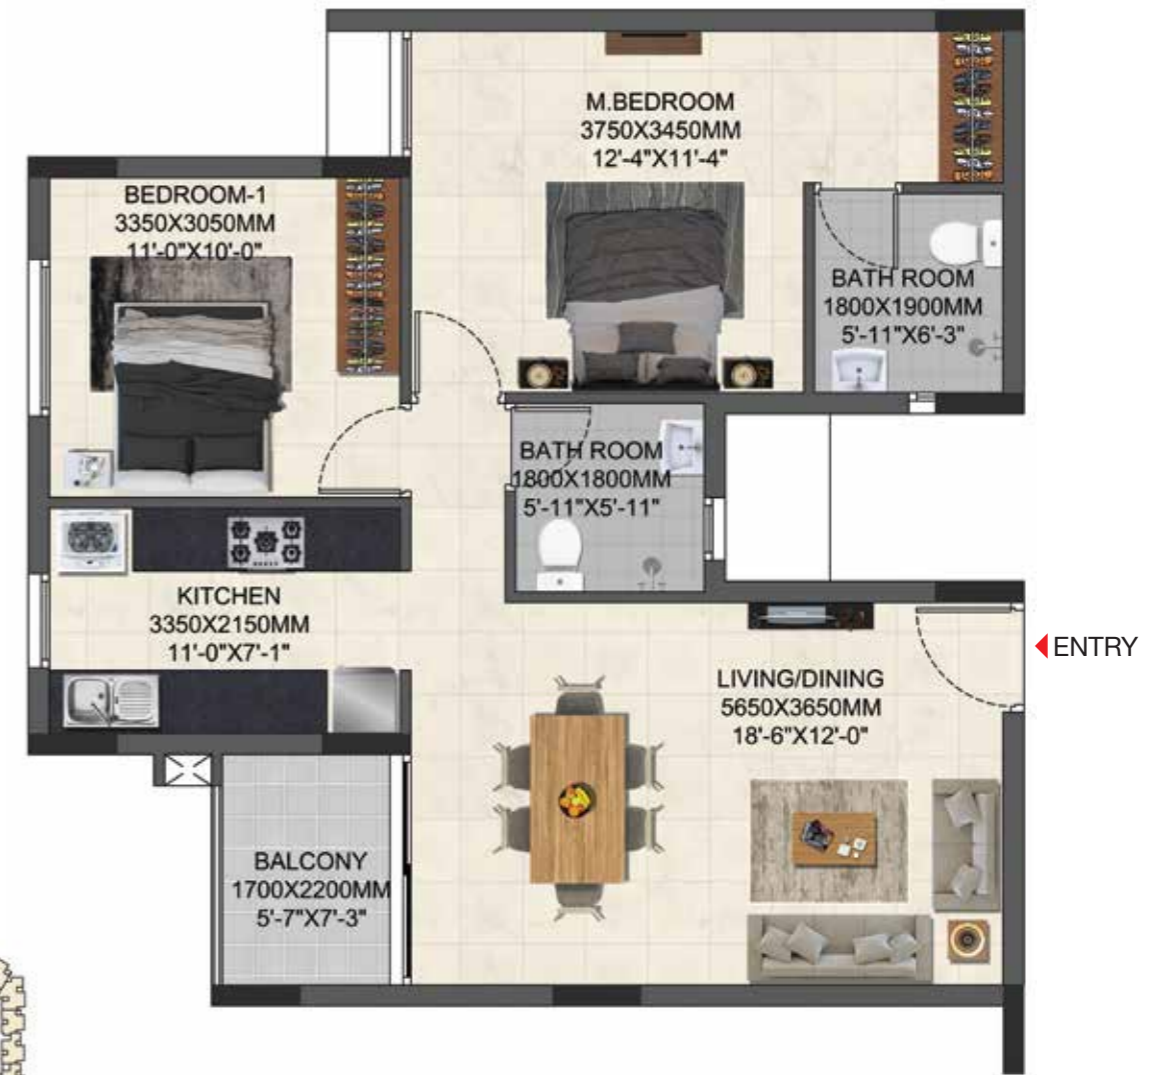 M.BEDROOM
3750X3450MM
12'-4"X11'-4"
BEDROOM-1
3350X3050MM
11'-0"X10'-0"
BATH ROOM
1800X1900MM
5'-11"X6'-3"
BATH ROOM
1800X1800MM
5'-11"X5'-11"
KITCHEN
3350X2150MM
11'-0"X7'-1"
ENTRY
LIVING/DINING
5650X3650MM
18'-6"X12'-0"
BALCONY
1700X2200MM
5'-7"X7'-3"